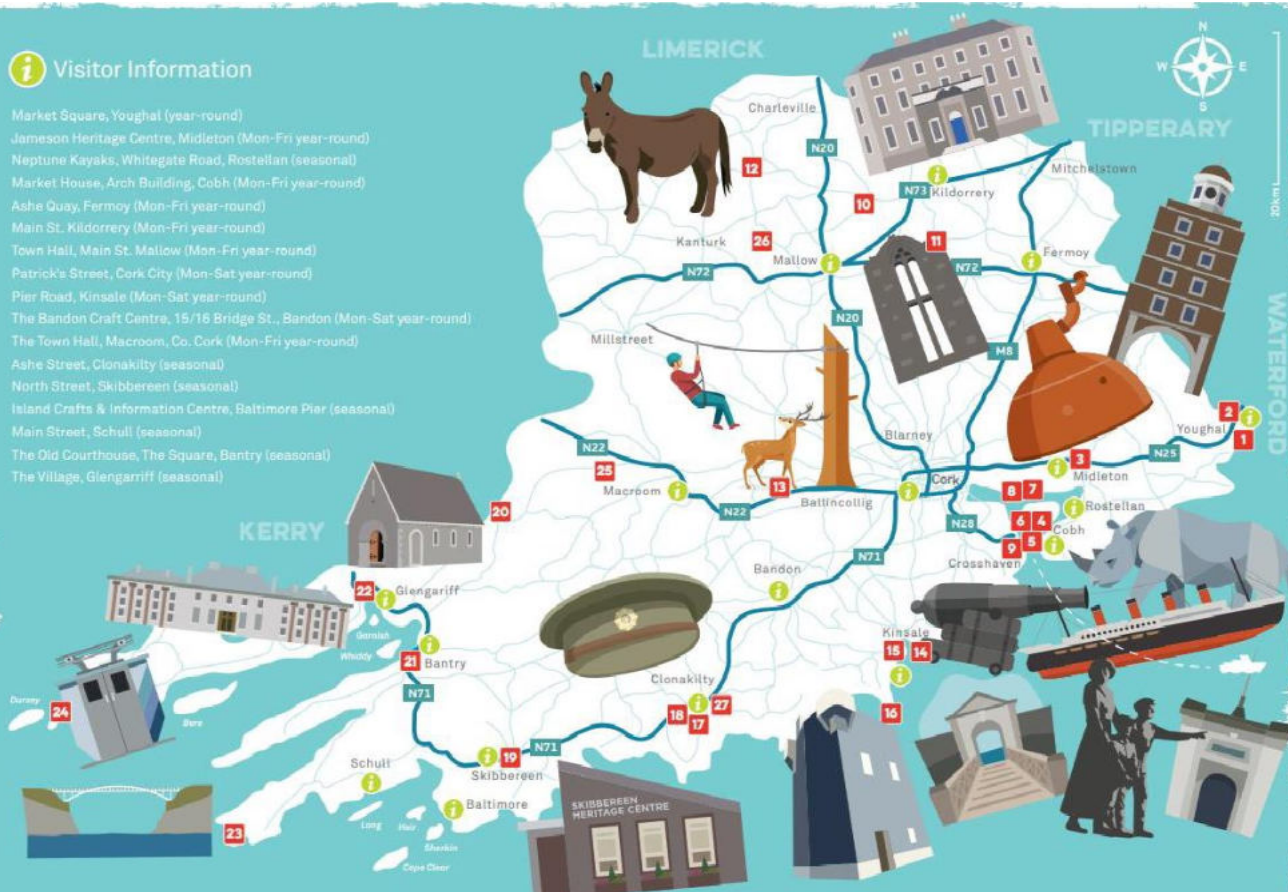 i Visitor Information
Market Square, Youghal (year-round)
Jameson Heritage Centre, Midleton (Mon-Fri year-round)
Neptune Kayaks, Whitegate Road, Rostellan (seasonal)
Market House, Arch Building, Cobh (Mon-Fri year-round)
Ashe Quay, Fermoy (Mon-Fri year-round)
Main St. Kildorrery (Mon-Fri year-round)
Town Hall, Main St. Mallow (Mon-Fri year-round)
Patrick's Street, Cork City (Mon-Sat year-round)
Pier Road, Kinsale (Mon-Sat year-round)
The Bandon Craft Centre, 15/16 Bridge St., Bandon (Mon-Sat year-round)
The Town Hall, Macroom, Co. Cork (Mon-Fri year-round)
Ashe Street, Clonakilty (seasonal)
North Street, Skibbereen (seasonal)
Island Crafts & Information Centre, Baltimore Pier (seasonal)
Main Street, Schull (seasonal)
The Old Courthouse, The Square, Bantry (seasonal)
The Village, Glengarriff (seasonal)
LIMERICK
N
W E
S
20km
TIPPERARY
Charleville
N20
Mitchelstown
12
i
N73 Kildorrery
10
Kanturk 26
11
Mallow i
i Fermoy
N72
N72
WATERFORD
N20
Millstreet
M8
2 i
Youghal 1
Blarney
N22
N25
3
i Midleton
25
Macroom i
13
Cork
i
8 7
Ballincollig
N22
20
i Rostellan
6 4
N28
Cobh
9 5 i
Crosshaven
KERRY
N71
Bandon
i
22 i Glengarriff
Garnish
Whiddy
i
21 Bantry
Kinsale
15 14
i
Clonakilty
N71
24
Dursey
Bere
i 27
18 17
16
N71
i 19
Skibbereen
Schull
i
i Baltimore
Long
Heir
Sherkin
Cape Clear
23
SKIBBEREEN
HERITAGE CENTRE